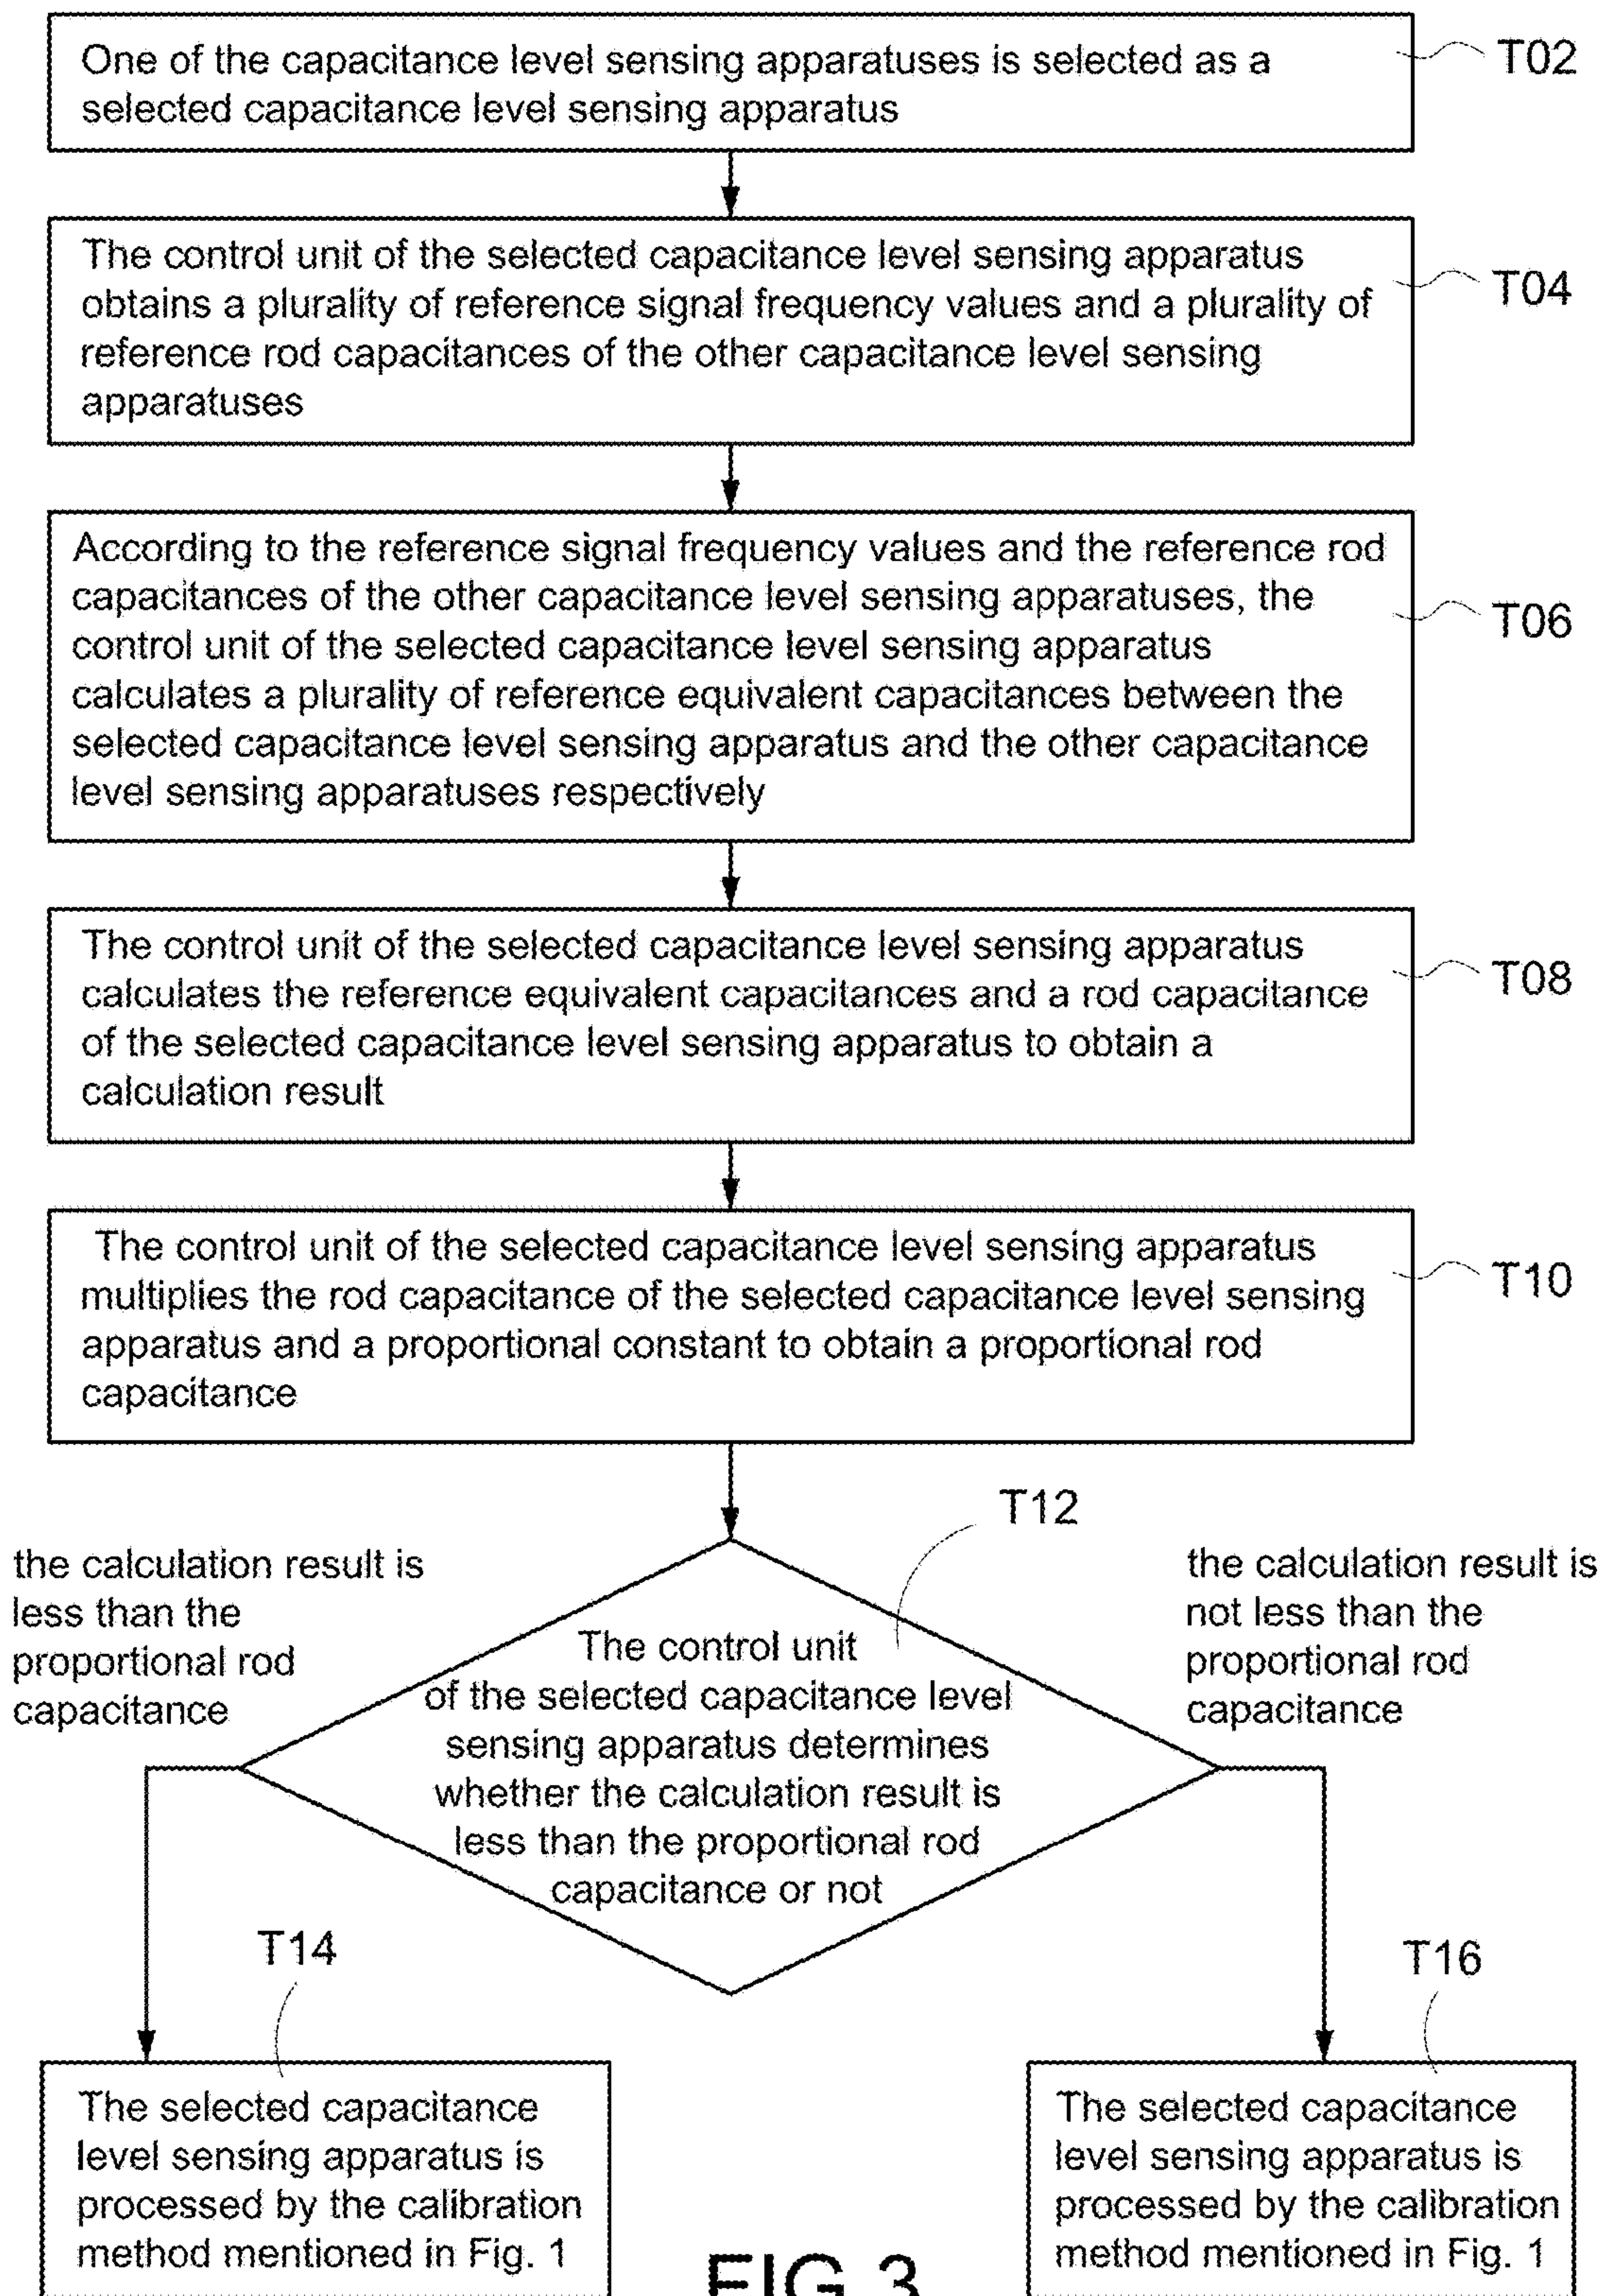 One of the capacitance level sensing apparatuses is selected as a
selected capacitance level sensing apparatus
T02
The control unit of the selected capacitance level sensing apparatus
obtains a plurality of reference signal frequency values and a plurality of
reference rod capacitances of the other capacitance level sensing
apparatuses
T04
According to the reference signal frequency values and the reference rod
capacitances of the other capacitance level sensing apparatuses, the
control unit of the selected capacitance level sensing apparatus
calculates a plurality of reference equivalent capacitances between the
selected capacitance level sensing apparatus and the other capacitance
level sensing apparatuses respectively
T06
The control unit of the selected capacitance level sensing apparatus
calculates the reference equivalent capacitances and a rod capacitance
of the selected capacitance level sensing apparatus to obtain a
calculation result
T08
The control unit of the selected capacitance level sensing apparatus
multiplies the rod capacitance of the selected capacitance level sensing
apparatus and a proportional constant to obtain a proportional rod
capacitance
T10
T12
the calculation result is
less than the
proportional rod
capacitance
The control unit
of the selected capacitance level
sensing apparatus determines
whether the calculation result is
less than the proportional rod
capacitance or not
the calculation result is
not less than the
proportional rod
capacitance
T14
The selected capacitance
level sensing apparatus is
processed by the calibration
method mentioned in Fig. 1
T16
The selected capacitance
level sensing apparatus is
processed by the calibration
method mentioned in Fig. 1
FIG.3